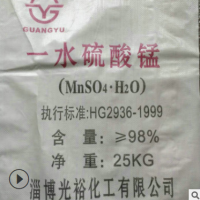 GUANGYU
一水硫酸锰
(MnSO4·H2O)
执行标准:HG2936-1999
含 量: ≥98%
净 重: 25KG
淄博光裕化工有限公司